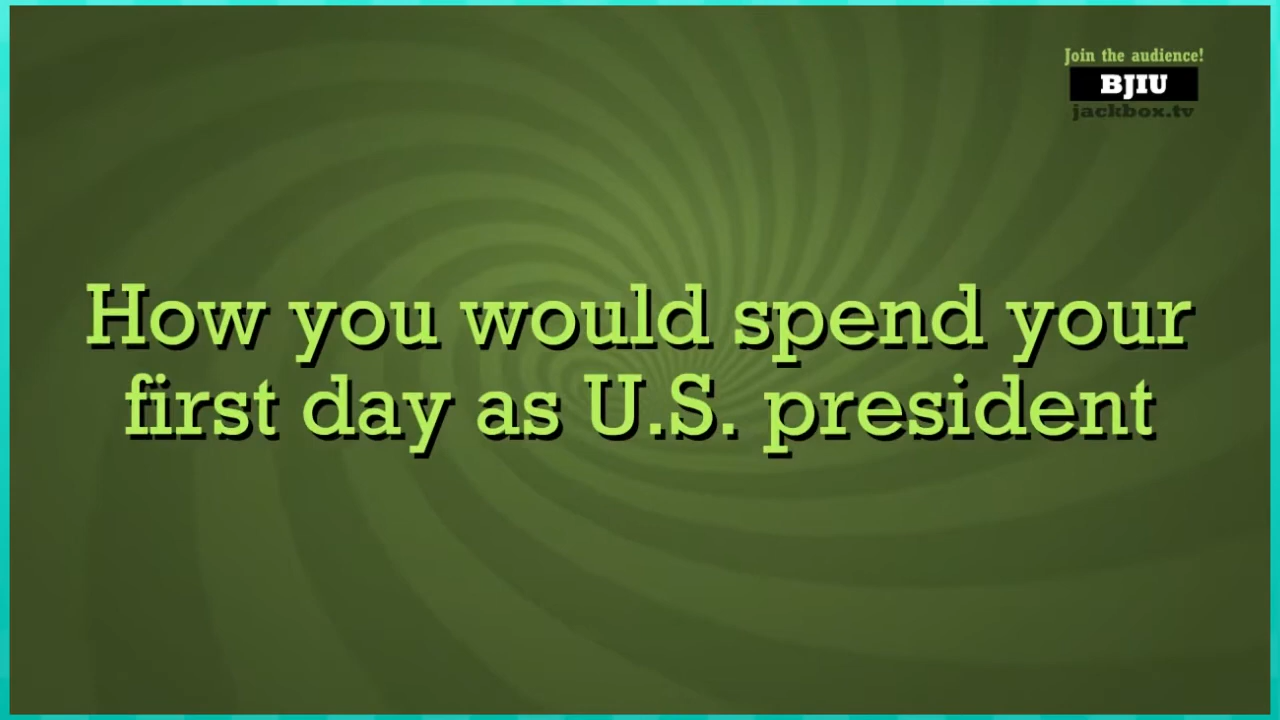 Join the audience!
BJIU
jackbox.tv
How you would spend your
first day as U.S. president